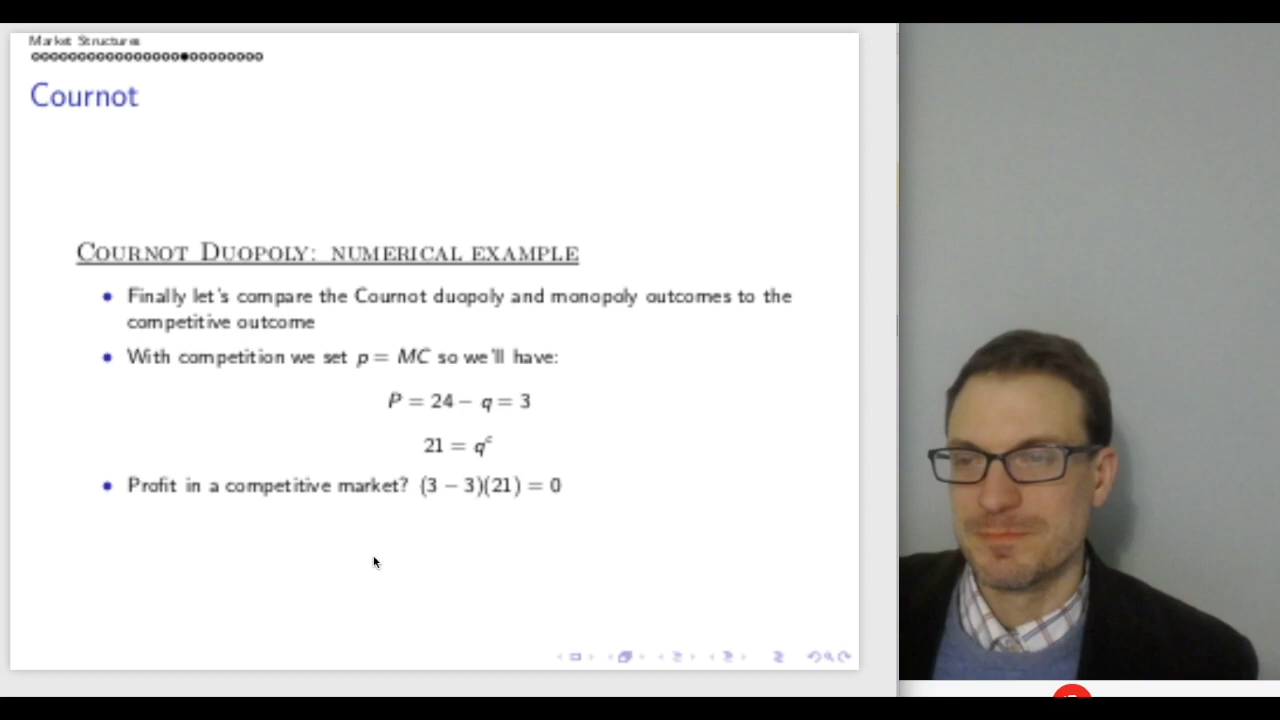 Market Structures
Cournot
COURNOT DUOPOLY: NUMERICAL EXAMPLE
Finally let's compare the Cournot duopoly and monopoly outcomes to the
competitive outcome
With competition we set p = MC so we'll have:
P = 24 − q = 3
21 = q^c
Profit in a competitive market? (3 − 3)(21) = 0